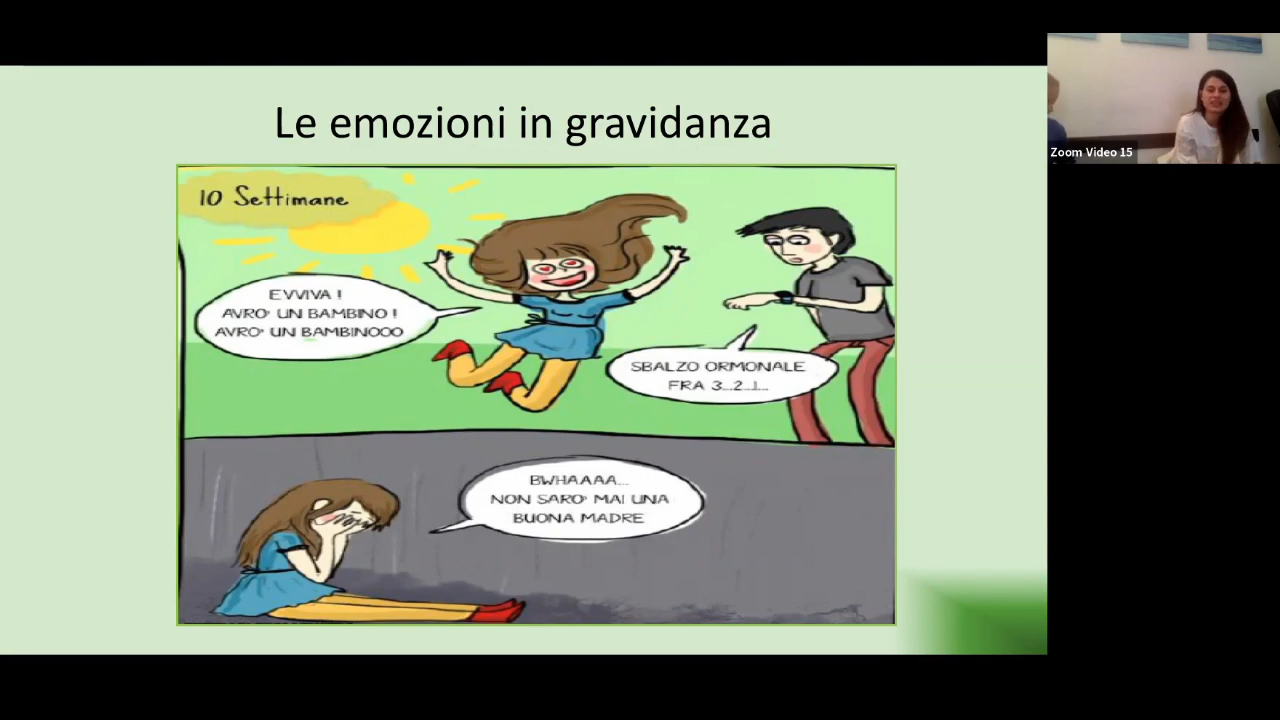 Le emozioni in gravidanza
10 Settimane
EVVIVA !
AVRO' UN BAMBINO !
AVRO' UN BAMBINOOO
SBALZO ORMONALE
FRA 3...2...1...
BWHAAAA...
NON SARO' MAI UNA
BUONA MADRE
Zoom Video 15